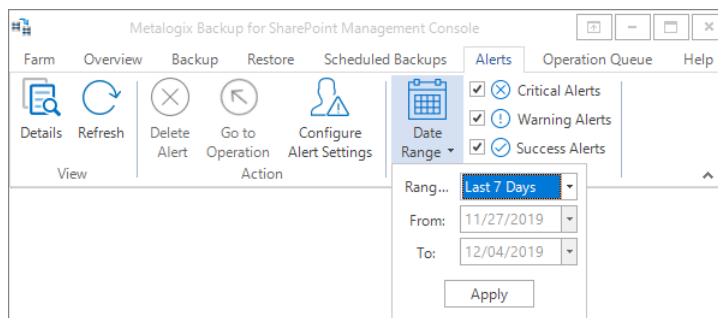 Metalogix Backup for SharePoint Management Console
Farm Overview Backup Restore Scheduled Backups Alerts Operation Queue Help
Details Refresh Delete Alert Go to Operation Configure Alert Settings Date Range
Critical Alerts
Warning Alerts
Success Alerts
View Action
Rang... Last 7 Days
From: 11/27/2019
To: 12/04/2019
Apply